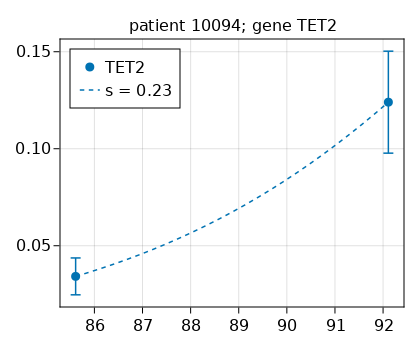 patient 10094; gene TET2
0.15
TET2
s = 0.23
0.10
0.05
86 87 88 89 90 91 92